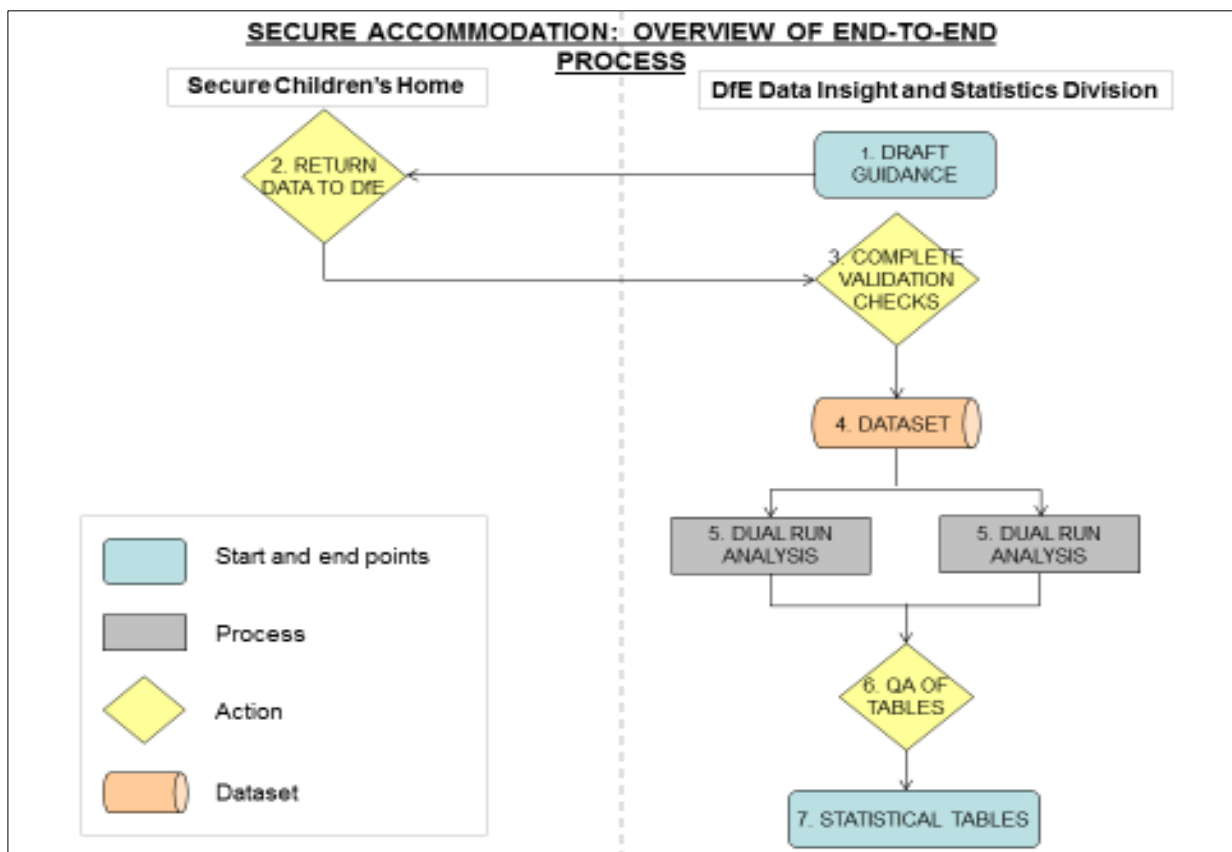 SECURE ACCOMMODATION: OVERVIEW OF END-TO-END
PROCESS
Secure Children's Home
DfE Data Insight and Statistics Division
1. DRAFT
GUIDANCE
2. RETURN
DATA TO DfE
3. COMPLETE
VALIDATION
CHECKS
4. DATASET
5. DUAL RUN
ANALYSIS
5. DUAL RUN
ANALYSIS
6. QA OF
TABLES
7. STATISTICAL TABLES
Start and end points
Process
Action
Dataset